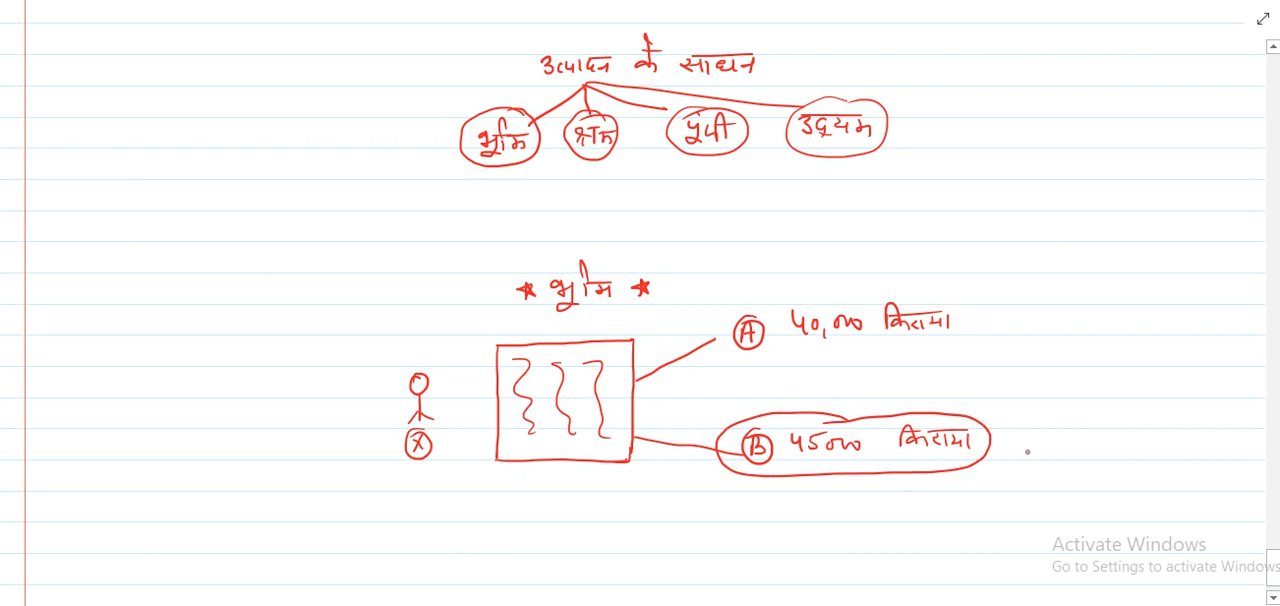 उत्पादन के साधन
भूमि श्रम पूंजी उद्यम
* भूमि *
A 40,000 किराया
X
B 45000 किराया
Activate Windows
Go to Settings to activate Windows